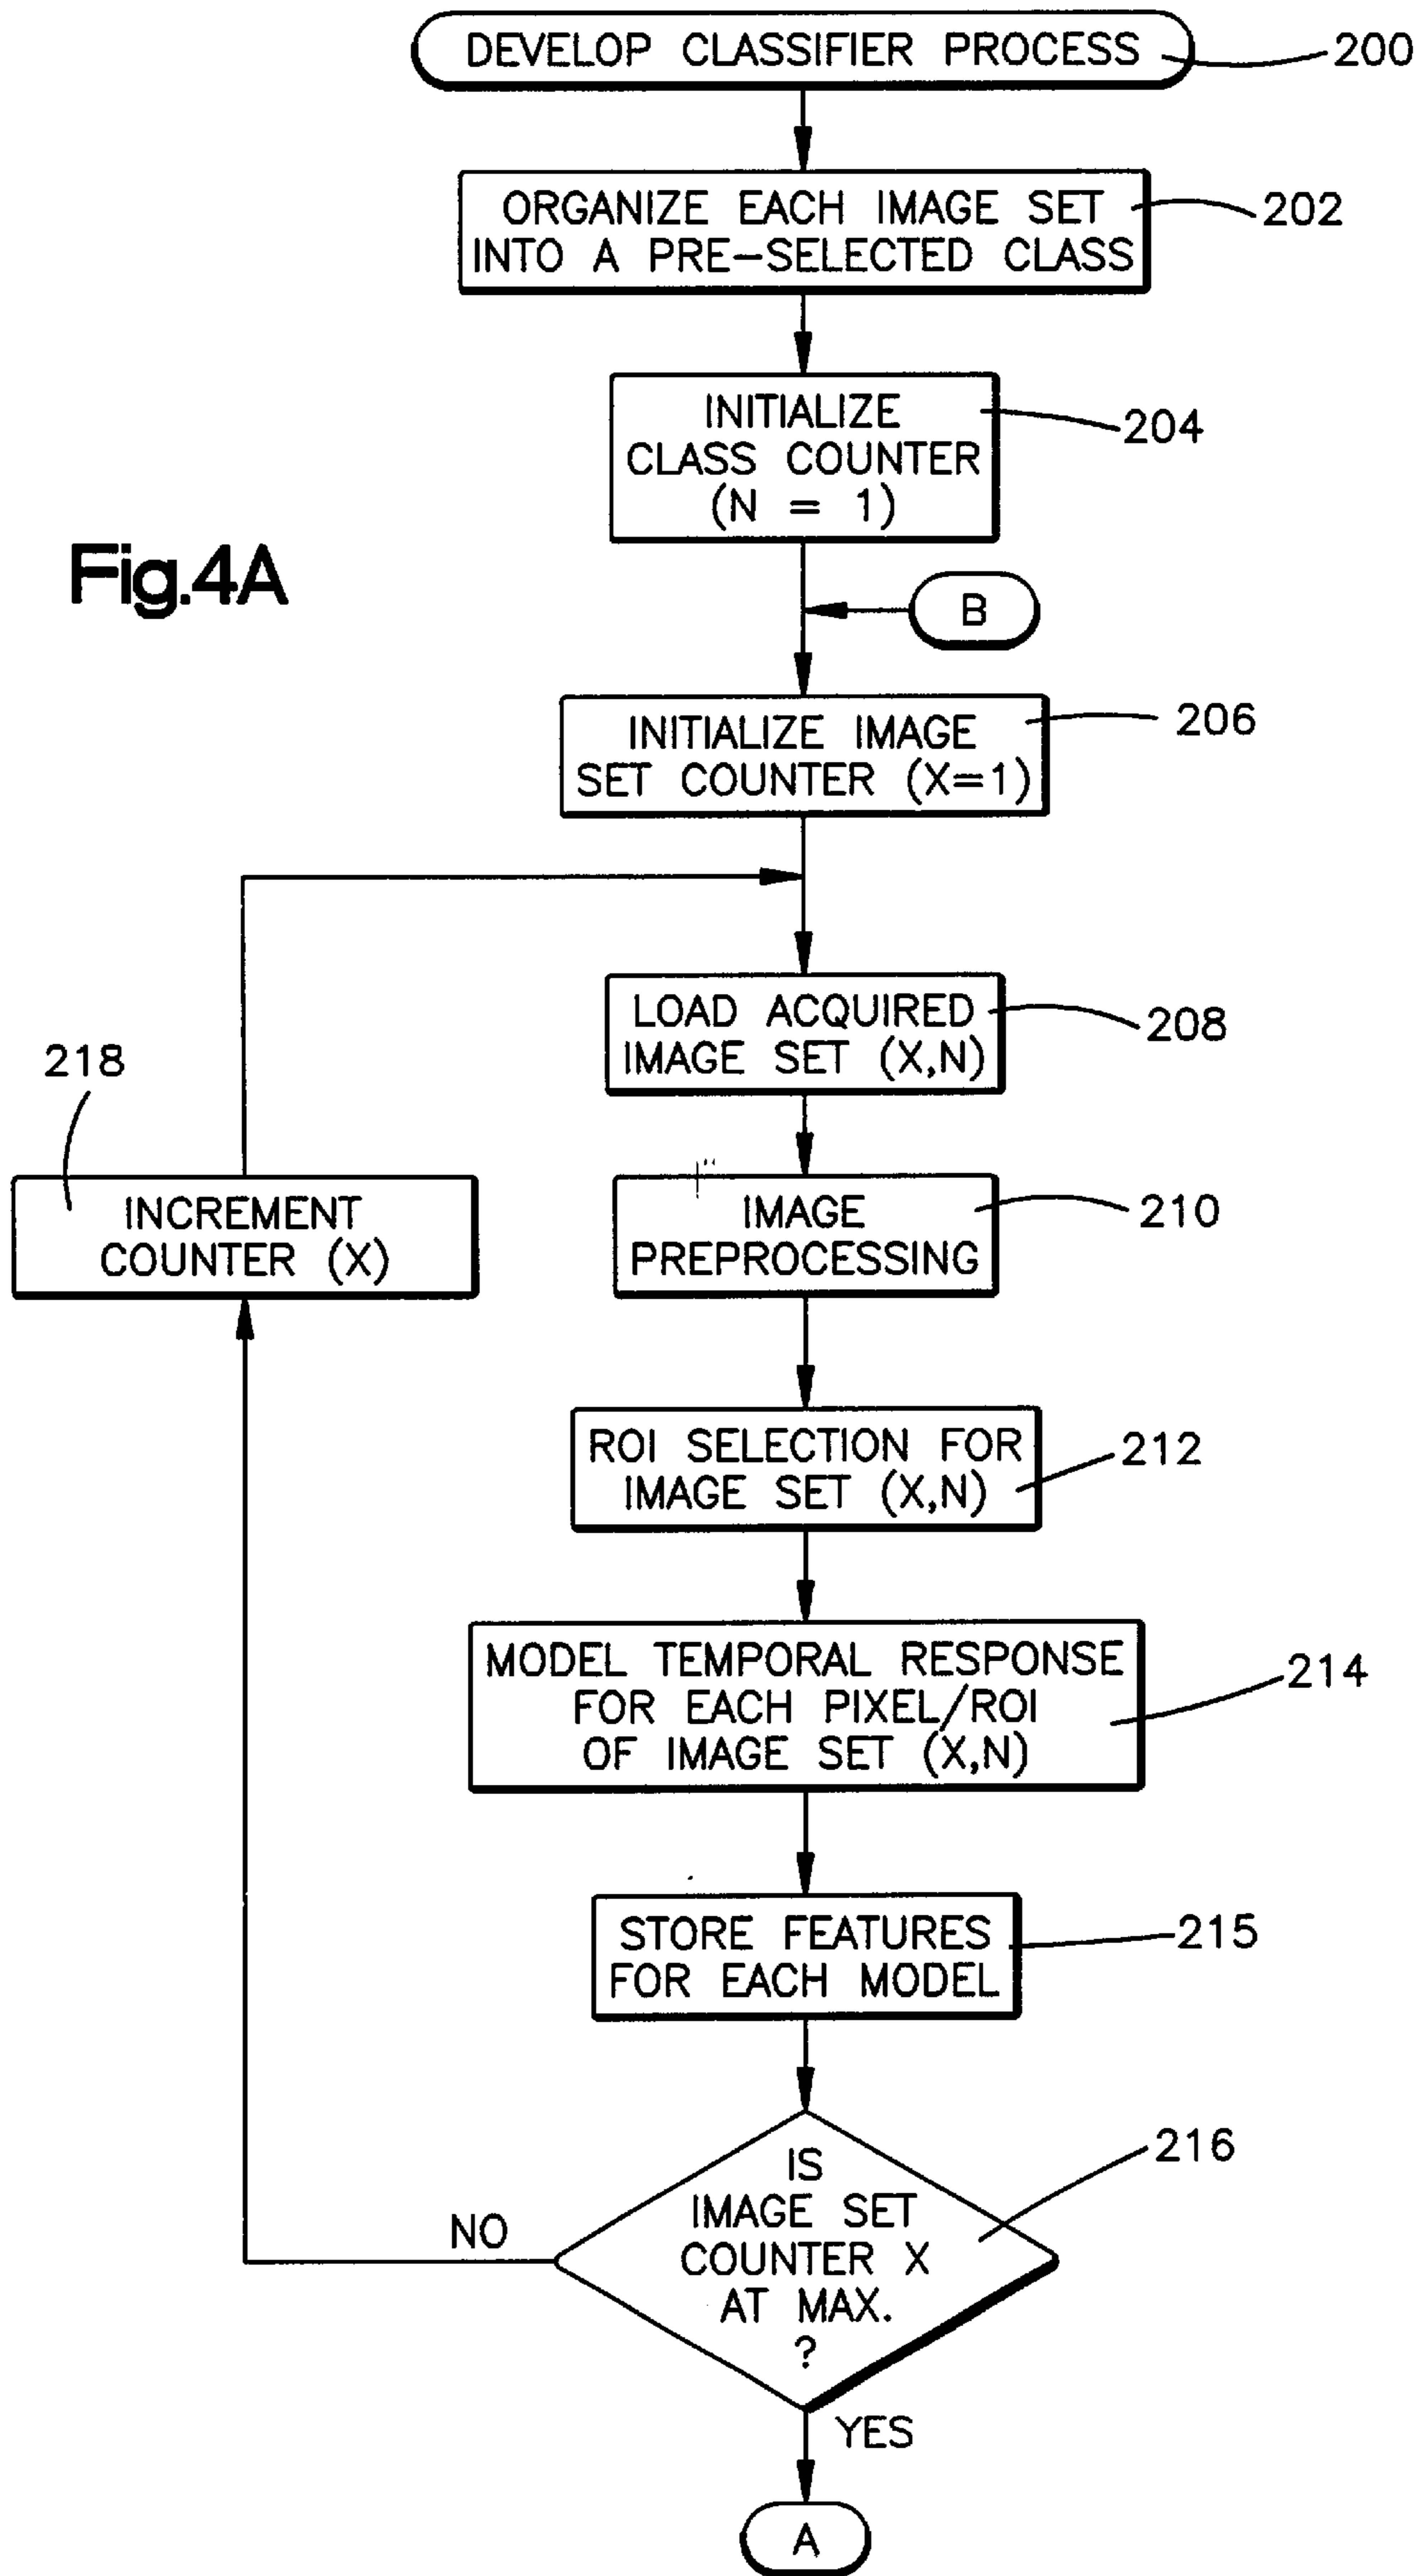 DEVELOP CLASSIFIER PROCESS
200
ORGANIZE EACH IMAGE SET
INTO A PRE-SELECTED CLASS
202
INITIALIZE
CLASS COUNTER
(N = 1)
204
Fig.4A
B
INITIALIZE IMAGE
SET COUNTER (X=1)
206
LOAD ACQUIRED
IMAGE SET (X,N)
208
218
INCREMENT
COUNTER (X)
IMAGE
PREPROCESSING
210
ROI SELECTION FOR
IMAGE SET (X,N)
212
MODEL TEMPORAL RESPONSE
FOR EACH PIXEL/ROI
OF IMAGE SET (X,N)
214
STORE FEATURES
FOR EACH MODEL
215
IS
IMAGE SET
COUNTER X
AT MAX.
?
216
NO
YES
A